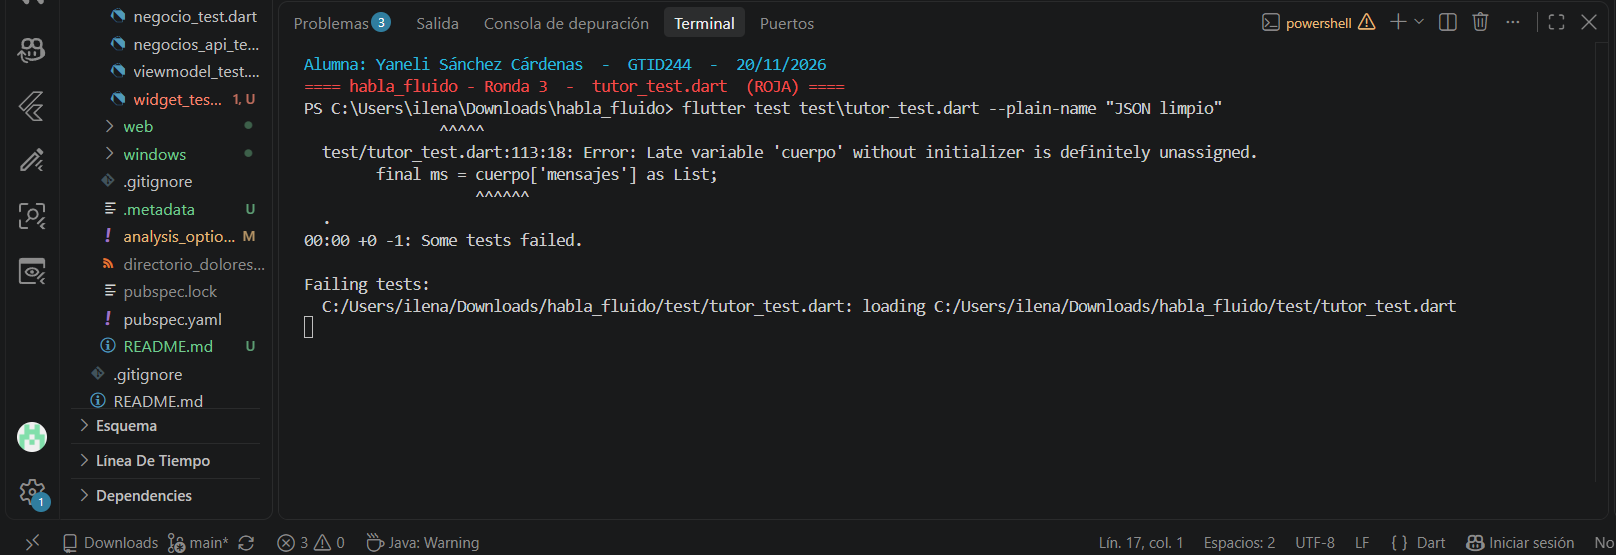 negocio_test.dart
negocios_api_te...
viewmodel_test....
widget_tes... 1, U
web
windows
.gitignore
.metadata U
analysis_optio... M
directorio_dolores...
pubspec.lock
pubspec.yaml
README.md U
.gitignore
README.md
Esquema
Línea De Tiempo
Dependencies
1
Problemas 3 Salida Consola de depuración Terminal Puertos
powershell
Alumna: Yaneli Sánchez Cárdenas - GTID244 - 20/11/2026
==== habla_fluido - Ronda 3 - tutor_test.dart (ROJA) ====
PS C:\Users\ilena\Downloads\habla_fluido> flutter test test\tutor_test.dart --plain-name "JSON limpio"
^^^^^
test/tutor_test.dart:113:18: Error: Late variable 'cuerpo' without initializer is definitely unassigned.
final ms = cuerpo['mensajes'] as List;
^^^^^^
.
00:00 +0 -1: Some tests failed.
Failing tests:
C:/Users/ilena/Downloads/habla_fluido/test/tutor_test.dart: loading C:/Users/ilena/Downloads/habla_fluido/test/tutor_test.dart
Downloads main* 3 0 Java: Warning Lín. 17, col. 1 Espacios: 2 UTF-8 LF { } Dart Iniciar sesión No